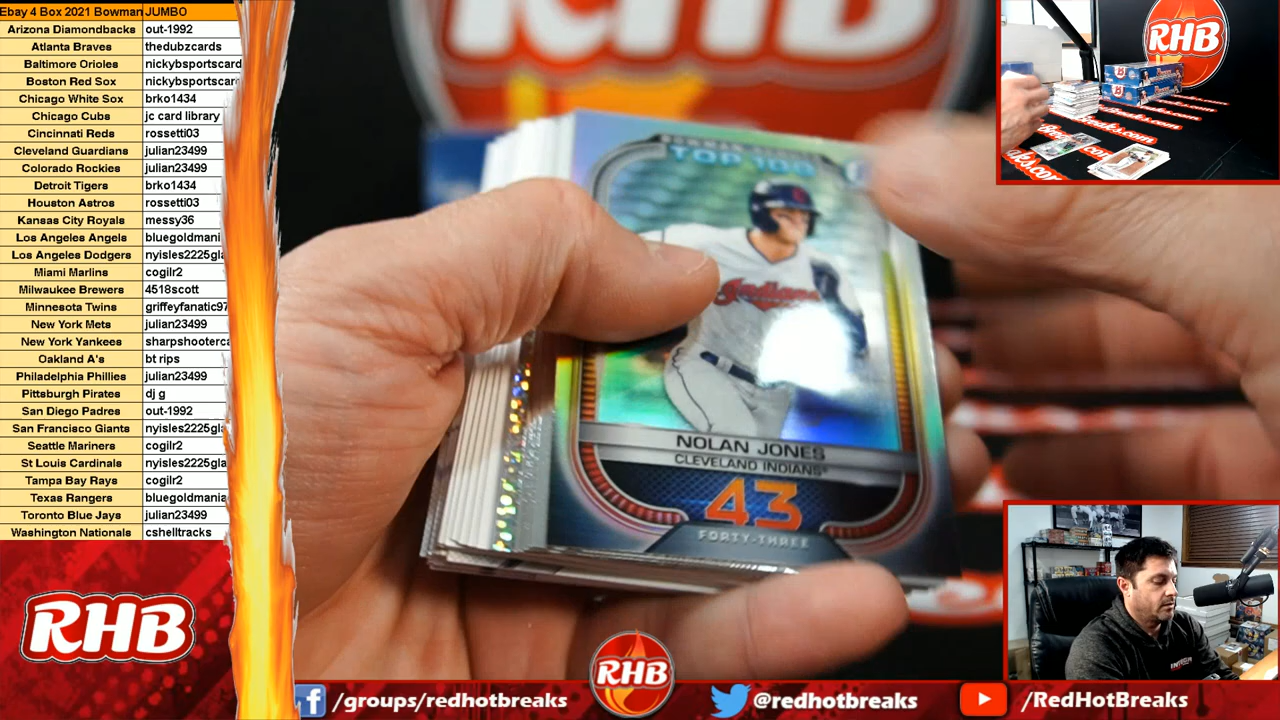 Ebay 4 Box 2021 Bowman JUMBO
Arizona Diamondbacks out-1992
Atlanta Braves thedubzcards
Baltimore Orioles nickybsportscard
Boston Red Sox nickybsportscar
Chicago White Sox brko1434
Chicago Cubs jc card library
Cincinnati Reds rossetti03
Cleveland Guardians julian23499
Colorado Rockies julian23499
Detroit Tigers brko1434
Houston Astros rossetti03
Kansas City Royals messy36
Los Angeles Angels bluegoldmani
Los Angeles Dodgers nyisles2225gl
Miami Marlins cogilr2
Milwaukee Brewers 4518scott
Minnesota Twins griffeyfanatic97
New York Mets julian23499
New York Yankees sharpshooterc
Oakland A's bt rips
Philadelphia Phillies julian23499
Pittsburgh Pirates dj g
San Diego Padres out-1992
San Francisco Giants nyisles2225gl
Seattle Mariners cogilr2
St Louis Cardinals nyisles2225gl
Tampa Bay Rays cogilr2
Texas Rangers bluegoldmania
Toronto Blue Jays julian23499
Washington Nationals cshelltracks
RHB
RHB
TOP 100
Indians
NOLAN JONES
CLEVELAND INDIANS
43
FORTY-THREE
RHB
RHB
/groups/redhotbreaks
@redhotbreaks
/RedHotBreaks